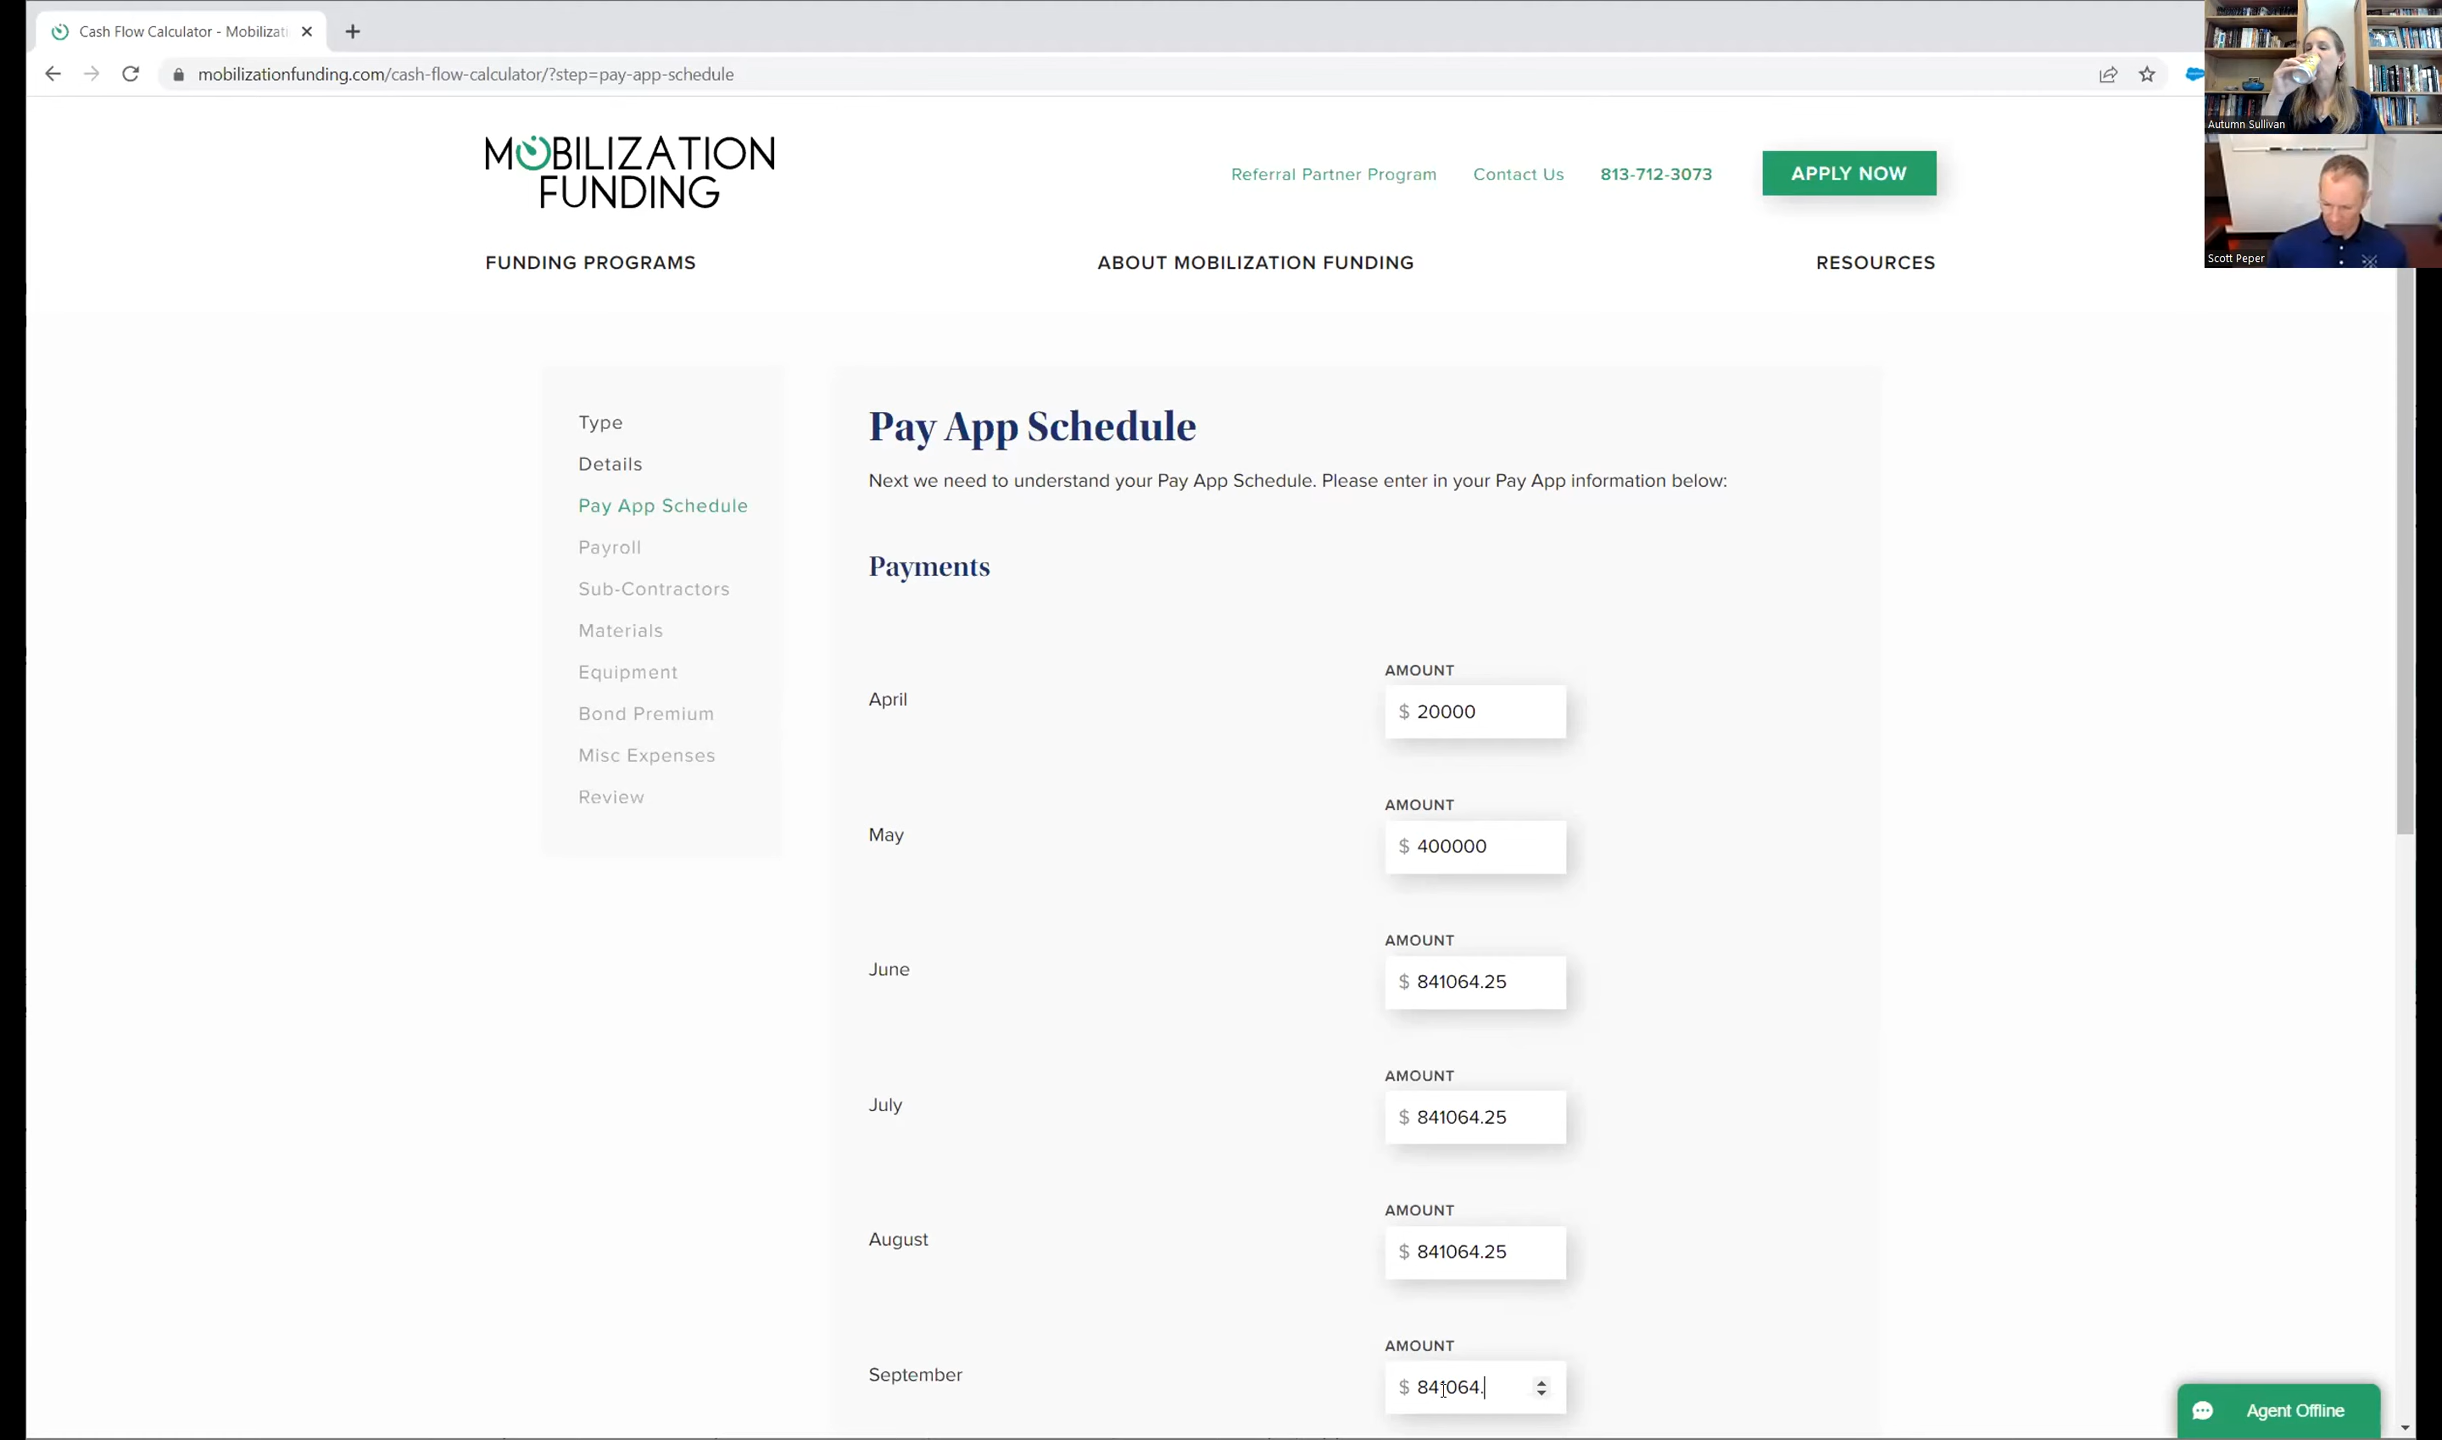 Cash Flow Calculator - Mobilizati
mobilizationfunding.com/cash-flow-calculator/?step=pay-app-schedule
Autumn Sullivan
Scott Peper
MOBILIZATION
FUNDING
Referral Partner Program
Contact Us
813-712-3073
APPLY NOW
FUNDING PROGRAMS
ABOUT MOBILIZATION FUNDING
RESOURCES
Type
Details
Pay App Schedule
Payroll
Sub-Contractors
Materials
Equipment
Bond Premium
Misc Expenses
Review
Pay App Schedule
Next we need to understand your Pay App Schedule. Please enter in your Pay App information below:
Payments
AMOUNT
April
$ 20000
AMOUNT
May
$ 400000
AMOUNT
June
$ 841064.25
AMOUNT
July
$ 841064.25
AMOUNT
August
$ 841064.25
AMOUNT
September
$ 841064.
Agent Offline